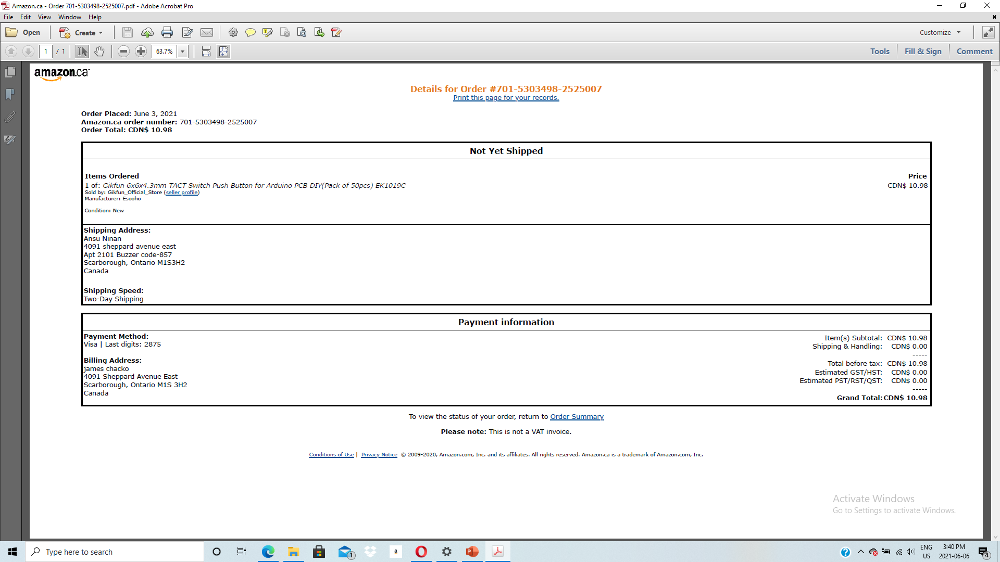 Amazon.ca - Order 701-5303498-2525007.pdf - Adobe Acrobat Pro
File Edit View Window Help
Open Create Customize
1 / 1 63.7% Tools Fill & Sign Comment
amazon.ca
Details for Order #701-5303498-2525007
Print this page for your records.
Order Placed: June 3, 2021
Amazon.ca order number: 701-5303498-2525007
Order Total: CDN$ 10.98
Not Yet Shipped
Items Ordered Price
1 of: Gikfun 6x6x4.3mm TACT Switch Push Button for Arduino PCB DIY(Pack of 50pcs) EK1019C CDN$ 10.98
Sold by: Gikfun_Official_Store (seller profile)
Manufacturer: Esooho
Condition: New
Shipping Address:
Ansu Ninan
4091 sheppard avenue east
Apt 2101 Buzzer code-857
Scarborough, Ontario M1S3H2
Canada
Shipping Speed:
Two-Day Shipping
Payment information
Payment Method:
Visa | Last digits: 2875
Billing Address:
james chacko
4091 Sheppard Avenue East
Scarborough, Ontario M1S 3H2
Canada
Item(s) Subtotal: CDN$ 10.98
Shipping & Handling: CDN$ 0.00
-----
Total before tax: CDN$ 10.98
Estimated GST/HST: CDN$ 0.00
Estimated PST/RST/QST: CDN$ 0.00
-----
Grand Total: CDN$ 10.98
To view the status of your order, return to Order Summary
Please note: This is not a VAT invoice.
Conditions of Use | Privacy Notice © 2009-2020, Amazon.com, Inc. and its affiliates. All rights reserved. Amazon.ca is a trademark of Amazon.com, Inc.
Activate Windows
Go to Settings to activate Windows.
Type here to search
1
a
ENG
US
3:40 PM
2021-06-06
4